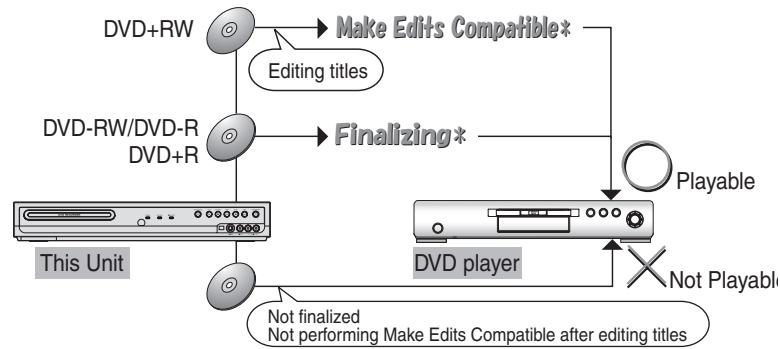 DVD+RW
Make Edits Compatible*
Editing titles
DVD-RW/DVD-R
DVD+R
Finalizing*
Playable
This Unit
DVD player
Not Playable
Not finalized
Not performing Make Edits Compatible after editing titles